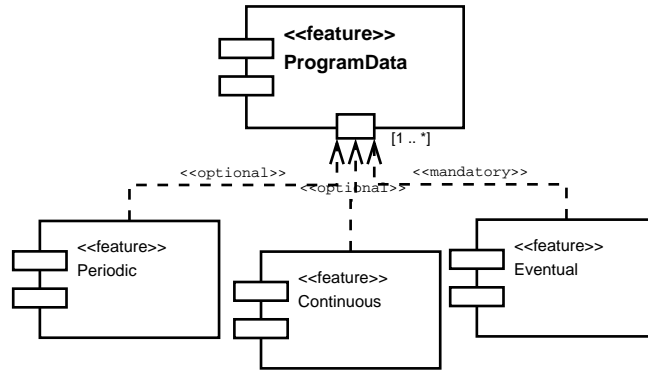 <<feature>>
ProgramData
[1 .. *]
<<optional>>
<<optional>>
<<mandatory>>
<<feature>>
Periodic
<<feature>>
Continuous
<<feature>>
Eventual